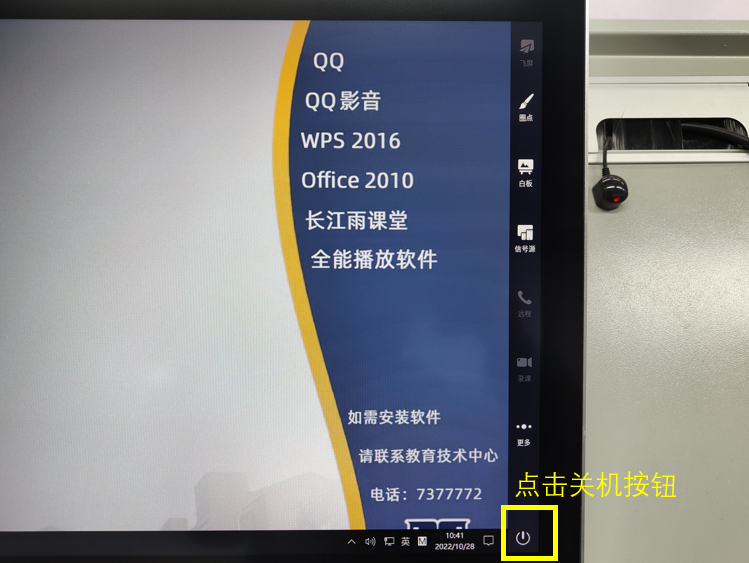 QQ
QQ影音
WPS 2016
Office 2010
长江雨课堂
全能播放软件
如需安装软件
请联系教育技术中心
电话：7377772
飞屏
圈点
白板
信号源
远程
录课
更多
点击关机按钮
英
M
10:41
2022/10/28